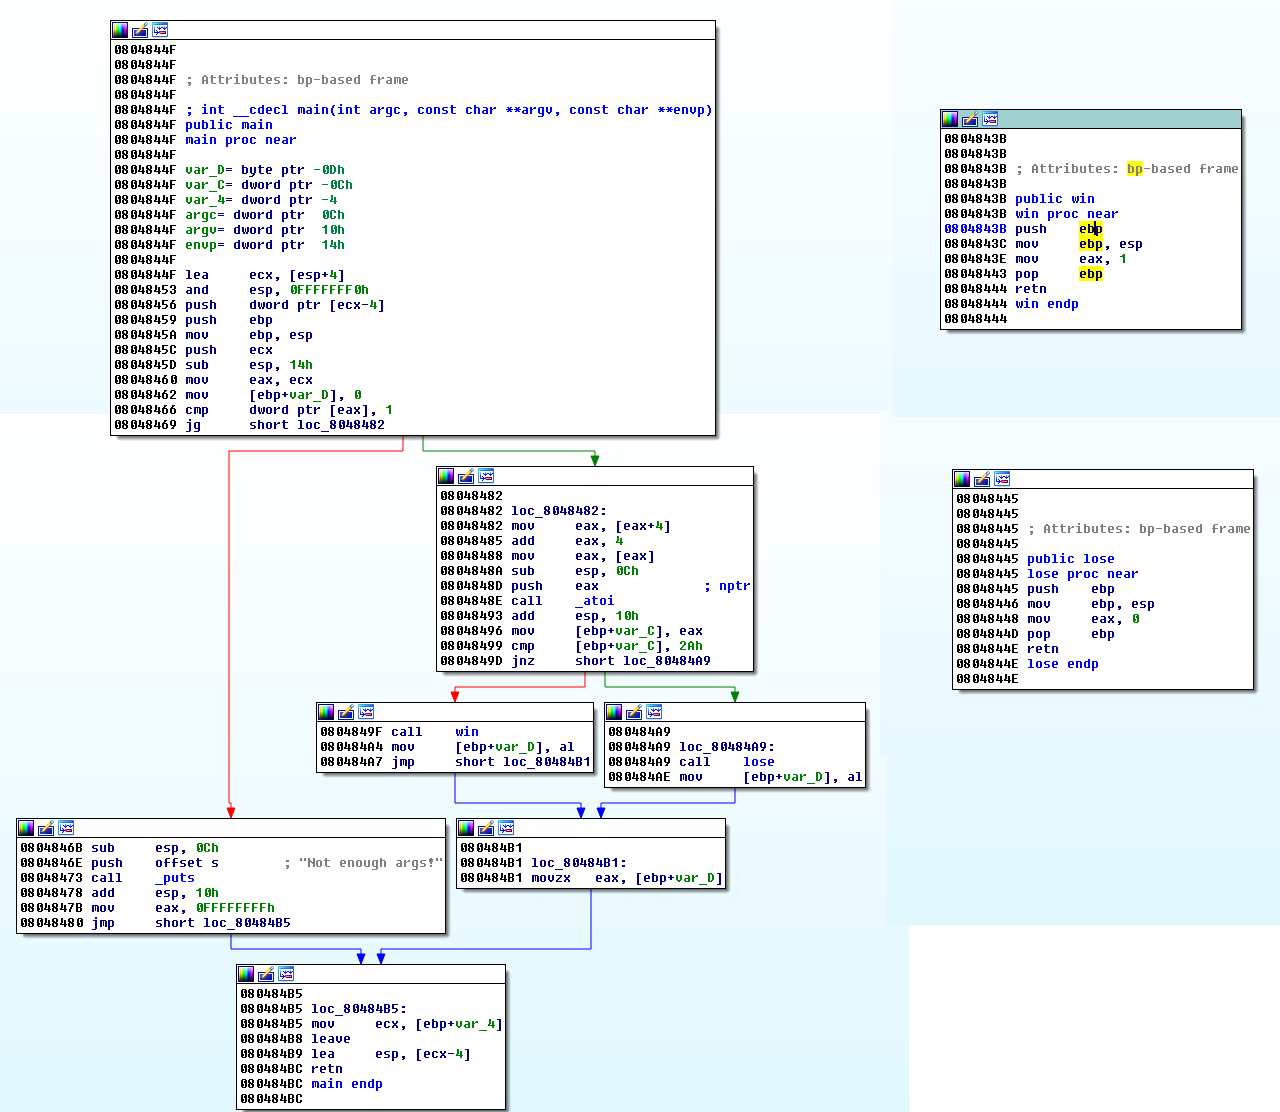 0804844F
0804844F
0804844F ; Attributes: bp-based frame
0804844F
0804844F ; int __cdecl main(int argc, const char **argv, const char **envp)
0804844F public main
0804844F main proc near
0804844F
0804844F var_D= byte ptr -0Dh
0804844F var_C= dword ptr -0Ch
0804844F var_4= dword ptr -4
0804844F argc= dword ptr  0Ch
0804844F argv= dword ptr  10h
0804844F envp= dword ptr  14h
0804844F
0804844F lea     ecx, [esp+4]
08048453 and     esp, 0FFFFFFF0h
08048456 push    dword ptr [ecx-4]
08048459 push    ebp
0804845A mov     ebp, esp
0804845C push    ecx
0804845D sub     esp, 14h
08048460 mov     eax, ecx
08048462 mov     [ebp+var_D], 0
08048466 cmp     dword ptr [eax], 1
08048469 jg      short loc_8048482
0804843B
0804843B
0804843B ; Attributes: bp-based frame
0804843B
0804843B public win
0804843B win proc near
0804843B push    ebp
0804843C mov     ebp, esp
0804843E mov     eax, 1
08048443 pop     ebp
08048444 retn
08048444 win endp
08048444
08048482
08048482 loc_8048482:
08048482 mov     eax, [eax+4]
08048485 add     eax, 4
08048488 mov     eax, [eax]
0804848A sub     esp, 0Ch
0804848D push    eax             ; nptr
0804848E call    _atoi
08048493 add     esp, 10h
08048496 mov     [ebp+var_C], eax
08048499 cmp     [ebp+var_C], 2Ah
0804849D jnz     short loc_80484A9
08048445
08048445
08048445 ; Attributes: bp-based frame
08048445
08048445 public lose
08048445 lose proc near
08048445 push    ebp
08048446 mov     ebp, esp
08048448 mov     eax, 0
0804844D pop     ebp
0804844E retn
0804844E lose endp
0804844E
0804849F call    win
080484A4 mov     [ebp+var_D], al
080484A7 jmp     short loc_80484B1
080484A9
080484A9 loc_80484A9:
080484A9 call    lose
080484AE mov     [ebp+var_D], al
0804846B sub     esp, 0Ch
0804846E push    offset s        ; "Not enough args!"
08048473 call    _puts
08048478 add     esp, 10h
0804847B mov     eax, 0FFFFFFFFh
08048480 jmp     short loc_80484B5
080484B1
080484B1 loc_80484B1:
080484B1 movzx   eax, [ebp+var_D]
080484B5
080484B5 loc_80484B5:
080484B5 mov     ecx, [ebp+var_4]
080484B8 leave
080484B9 lea     esp, [ecx-4]
080484BC retn
080484BC main endp
080484BC